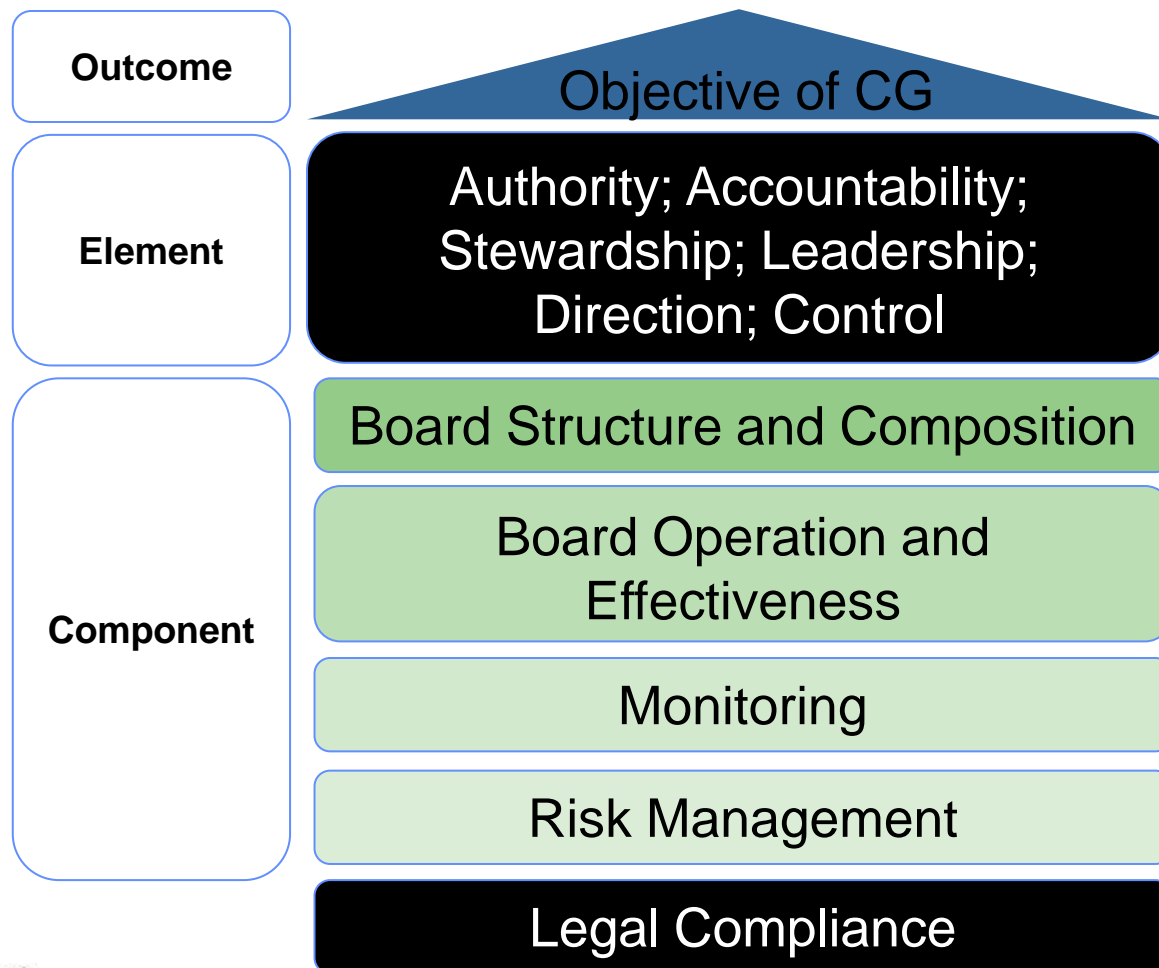 Outcome
Objective of CG
Element
Authority; Accountability;
Stewardship; Leadership;
Direction; Control
Component
Board Structure and Composition
Board Operation and
Effectiveness
Monitoring
Risk Management
Legal Compliance